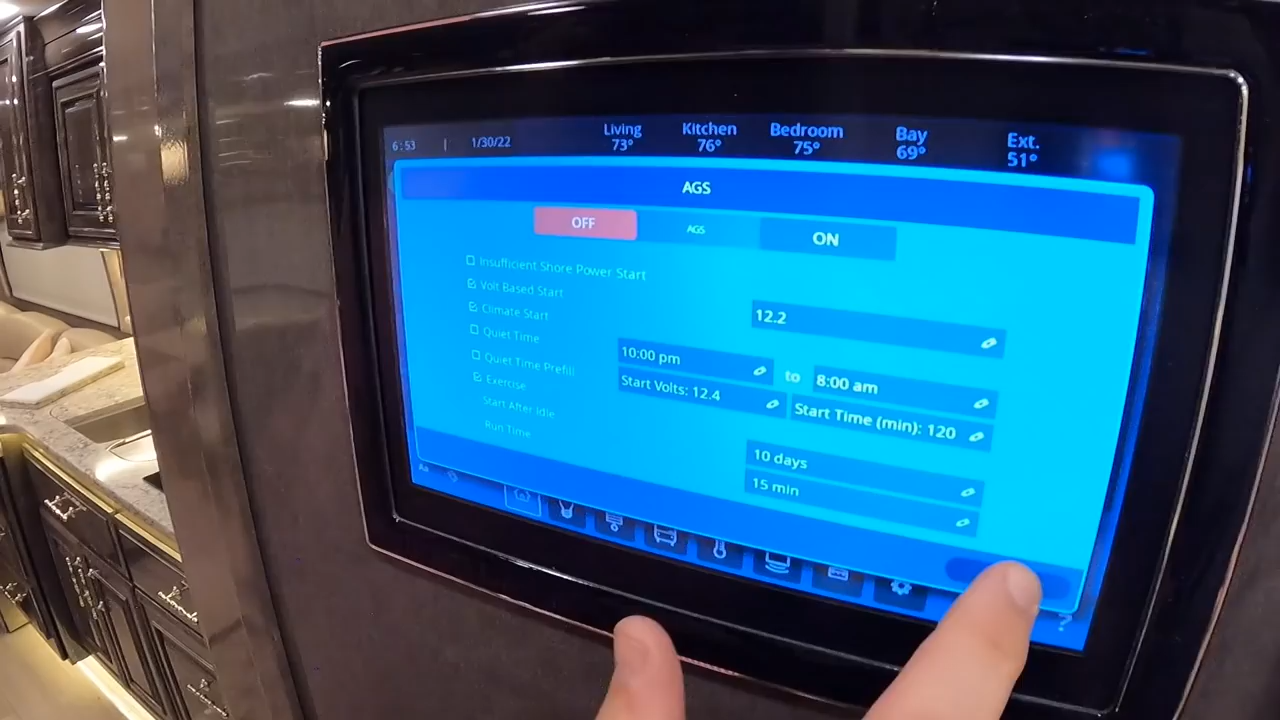 6:53 | 1/30/22
Living Kitchen Bedroom Bay Ext.
73° 76° 75° 69° 51°
AGS
OFF AGS ON
Insufficient Shore Power Start
Volt Based Start 12.2
Climate Start
Quiet Time 10:00 pm to 8:00 am
Quiet Time Prefill Start Volts: 12.4 Start Time (min): 120
Exercise
Start After Idle 10 days
Run Time 15 min
Aa
?